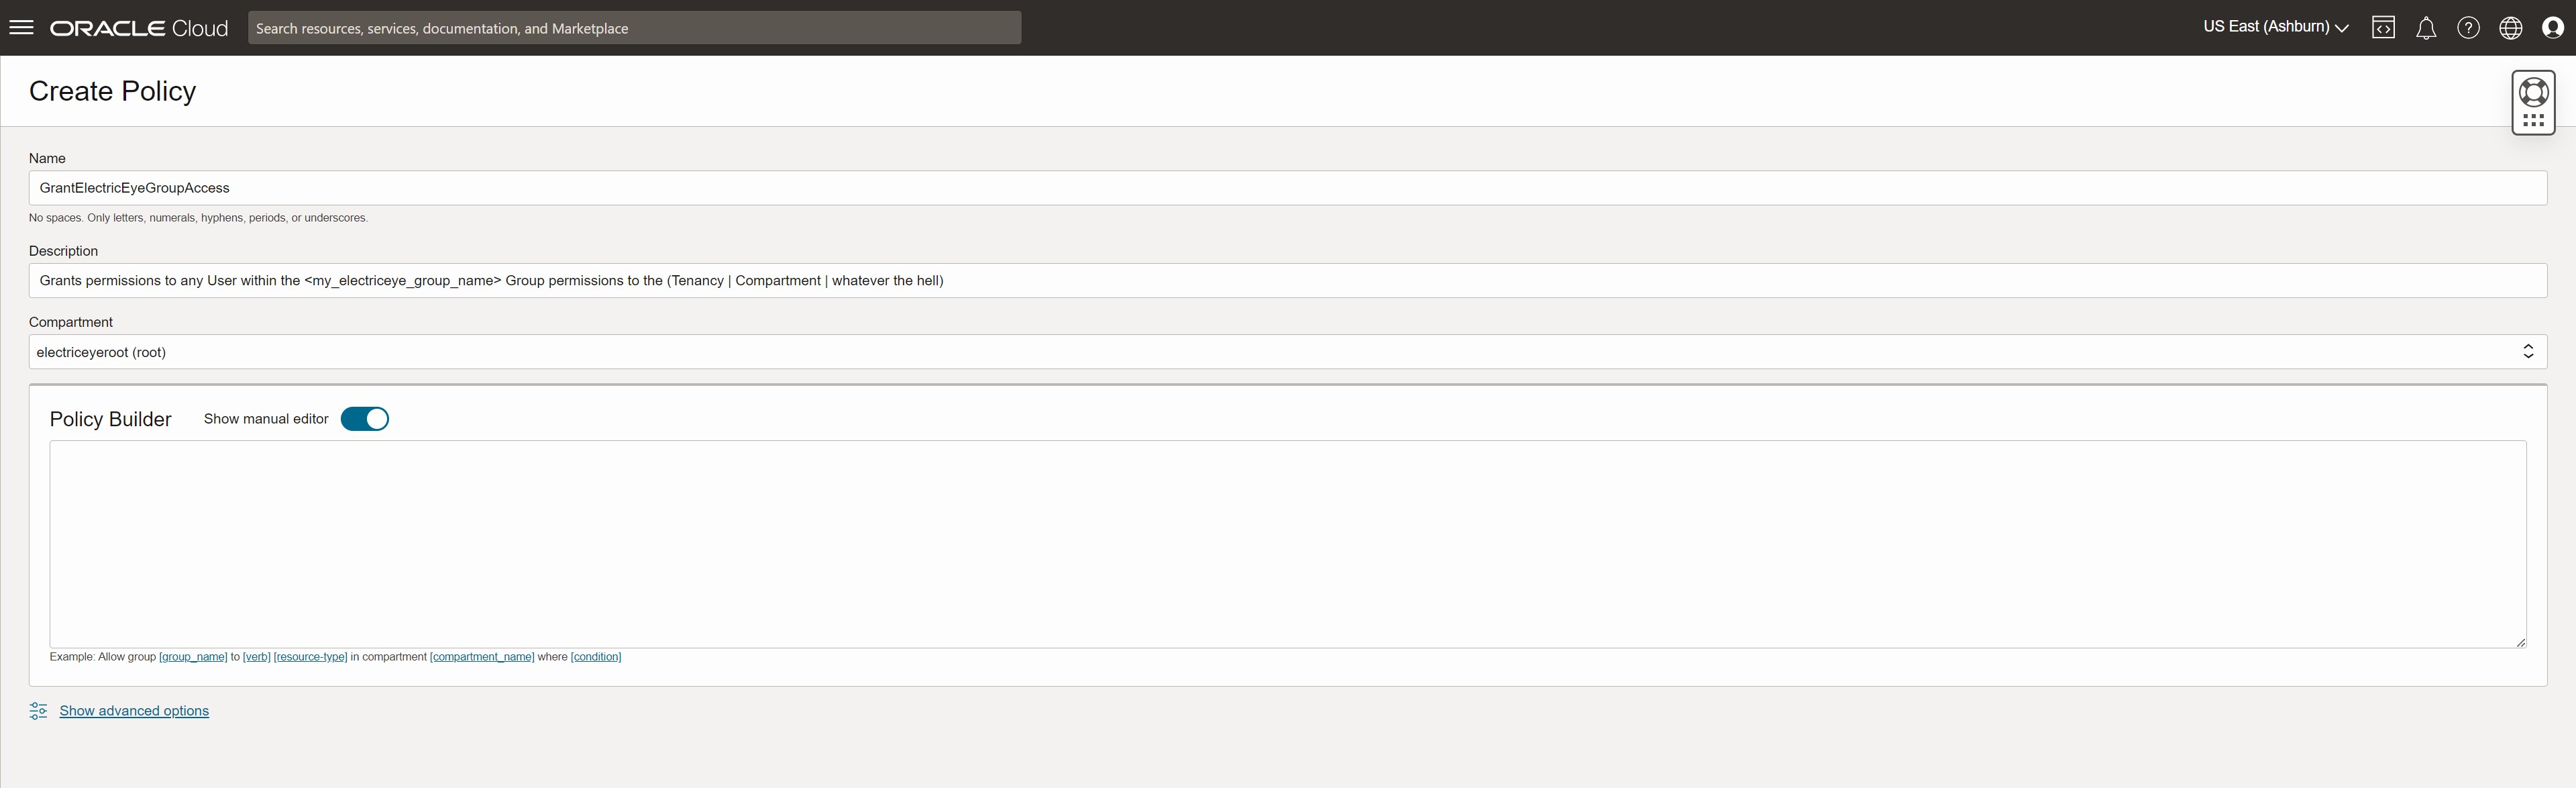 ORACLE Cloud
Search resources, services, documentation, and Marketplace
US East (Ashburn)
Create Policy
Name
GrantElectricEyeGroupAccess
No spaces. Only letters, numerals, hyphens, periods, or underscores.
Description
Grants permissions to any User within the <my_electriceye_group_name> Group permissions to the (Tenancy | Compartment | whatever the hell)
Compartment
electriceyeroot (root)
Policy Builder
Show manual editor
Example: Allow group [group_name] to [verb] [resource-type] in compartment [compartment_name] where [condition]
Show advanced options